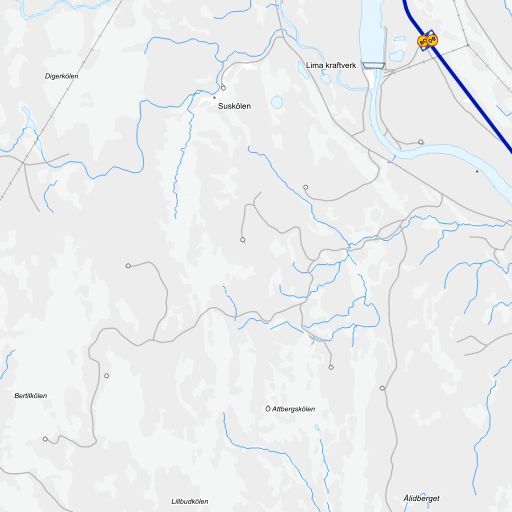 Lima kraftverk
Digerkölen
Suskölen
Bertilkölen
Ö Attbergskölen
Lillbudkölen
Ålidberget